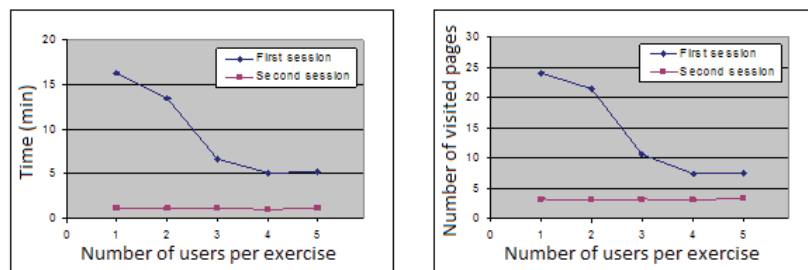 Time (min)
20
15
10
5
0
First session
Second session
0 1 2 3 4 5
Number of users per exercise
Number of visited pages
30
25
20
15
10
5
0
First session
Second session
0 1 2 3 4 5
Number of users per exercise